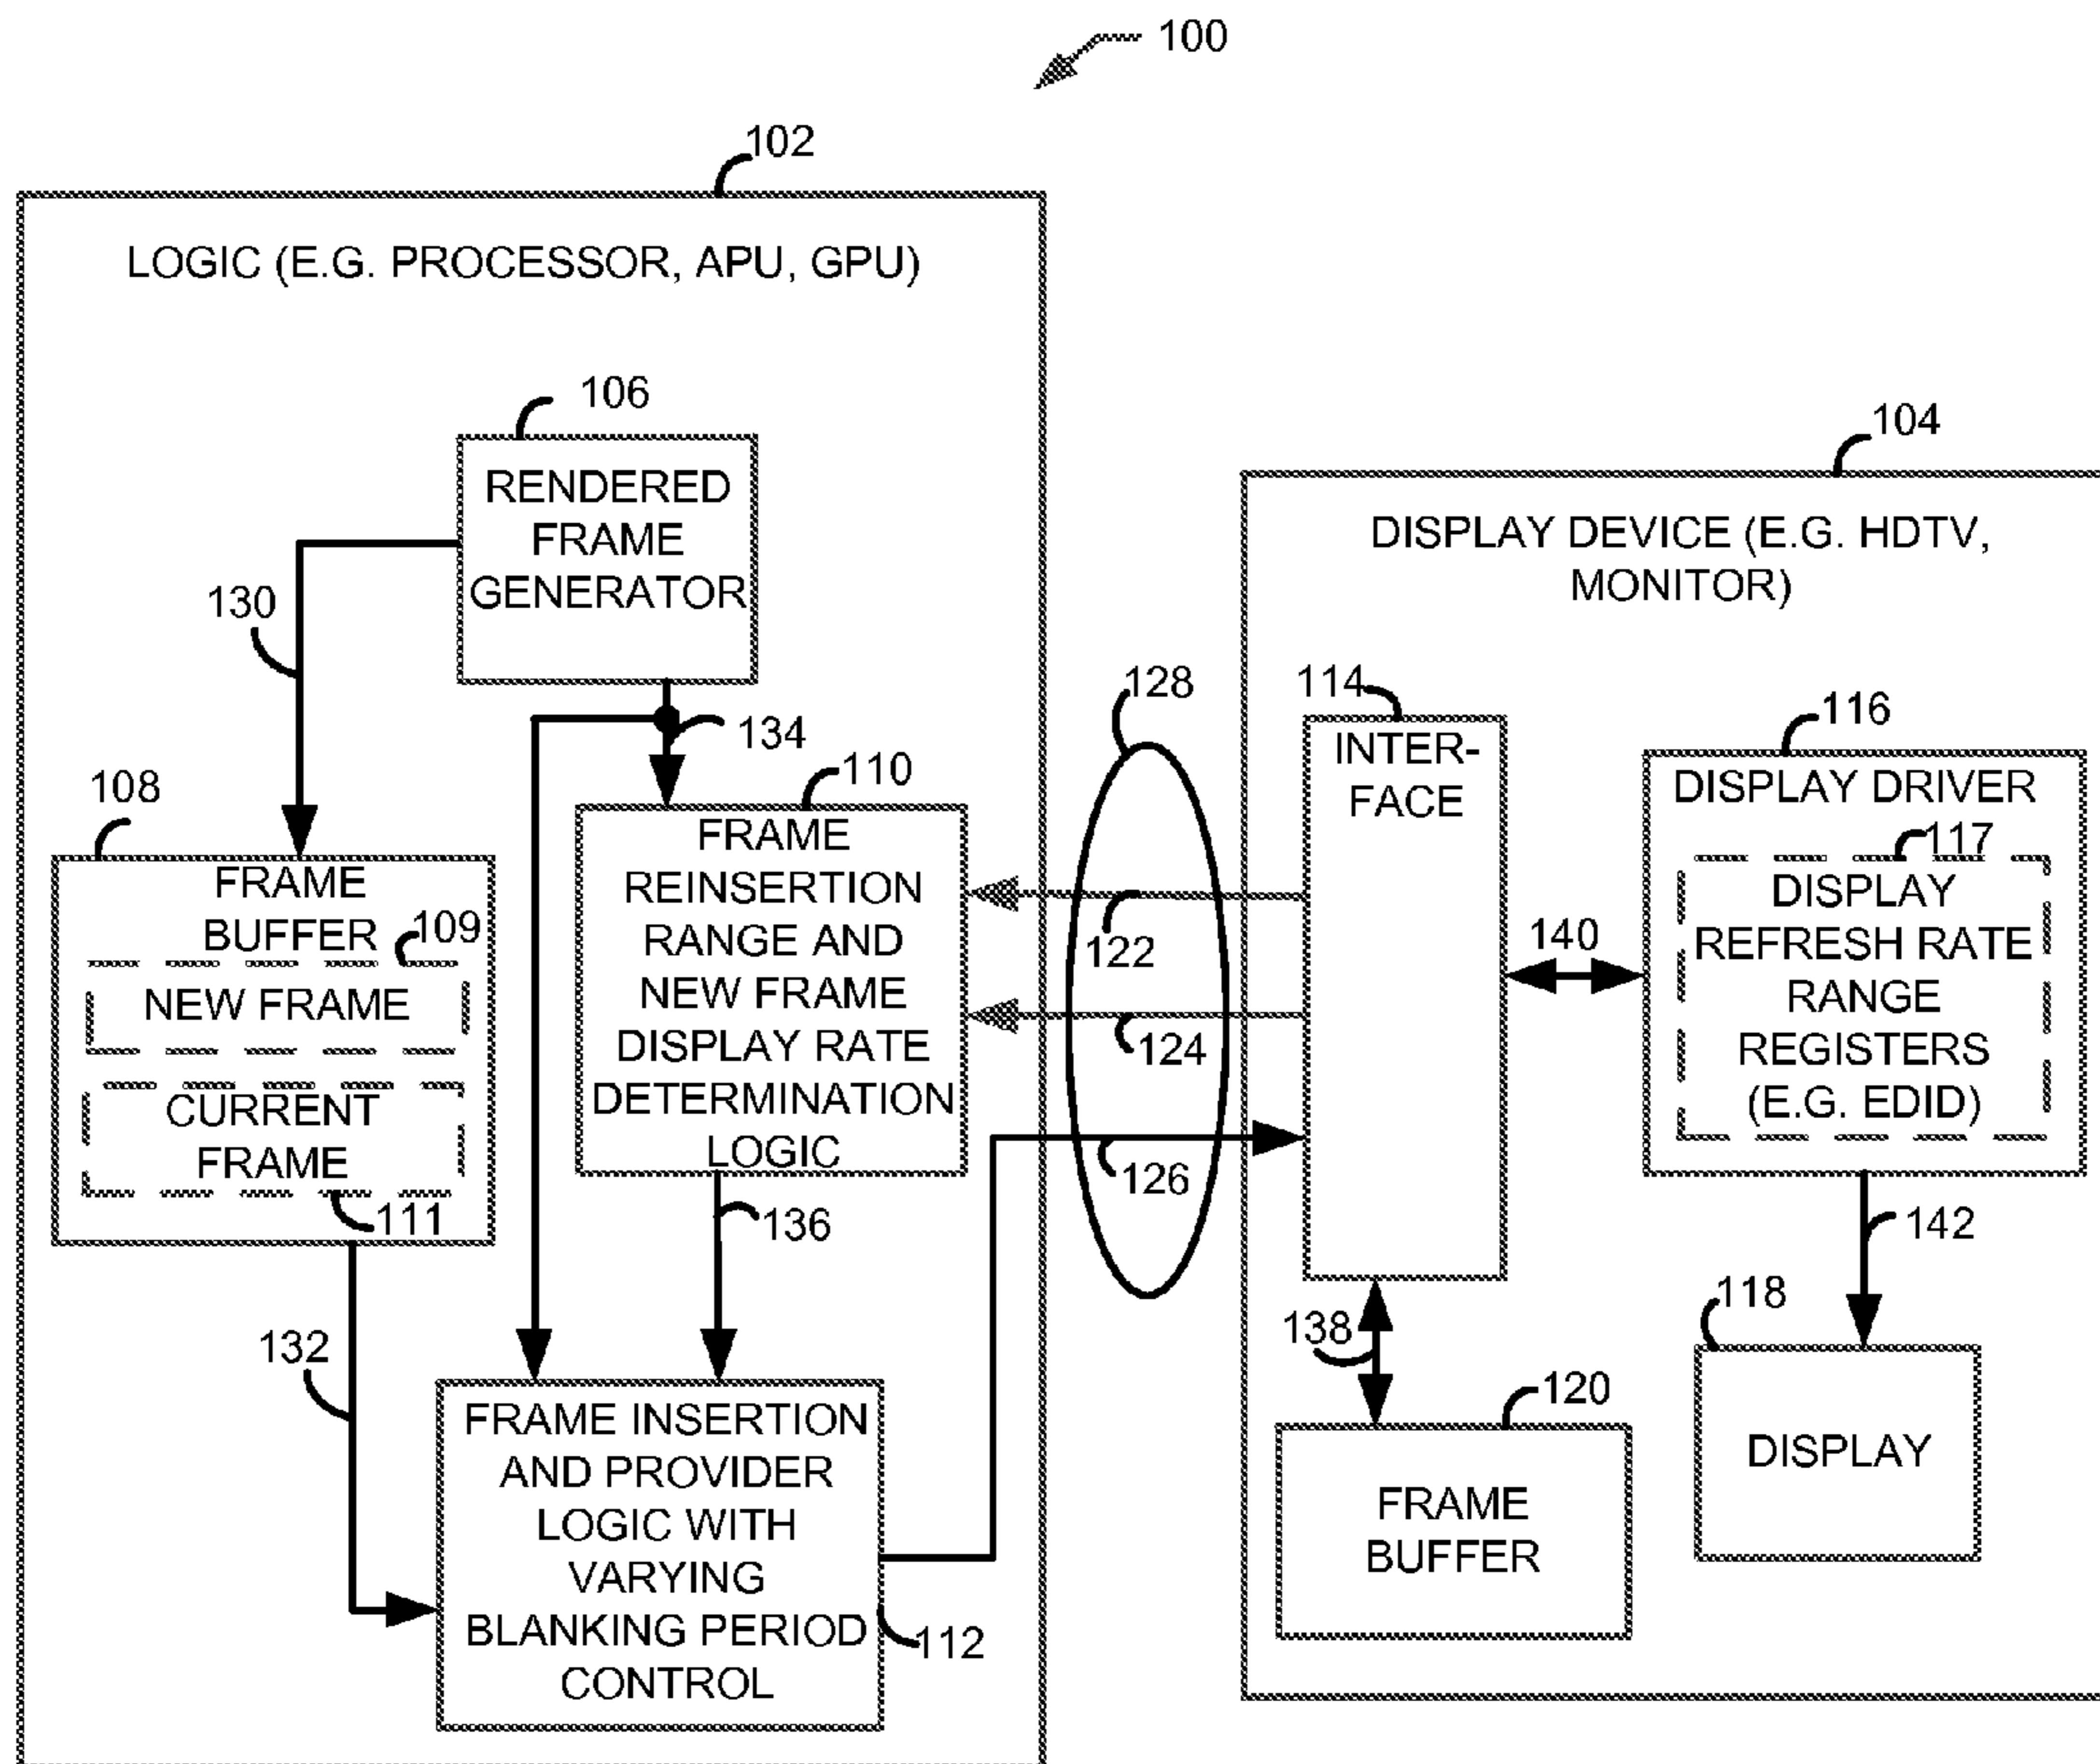 100
102
LOGIC (E.G. PROCESSOR, APU, GPU)
106
RENDERED
FRAME
GENERATOR
130
134
108
FRAME
BUFFER
109
NEW FRAME
CURRENT
FRAME
111
110
FRAME
REINSERTION
RANGE AND
NEW FRAME
DISPLAY RATE
DETERMINATION
LOGIC
136
132
FRAME INSERTION
AND PROVIDER
LOGIC WITH
VARYING
BLANKING PERIOD
CONTROL
112
128
122
124
126
104
DISPLAY DEVICE (E.G. HDTV,
MONITOR)
114
INTER-
FACE
140
116
DISPLAY DRIVER
117
DISPLAY
REFRESH RATE
RANGE
REGISTERS
(E.G. EDID)
142
138
120
FRAME
BUFFER
118
DISPLAY